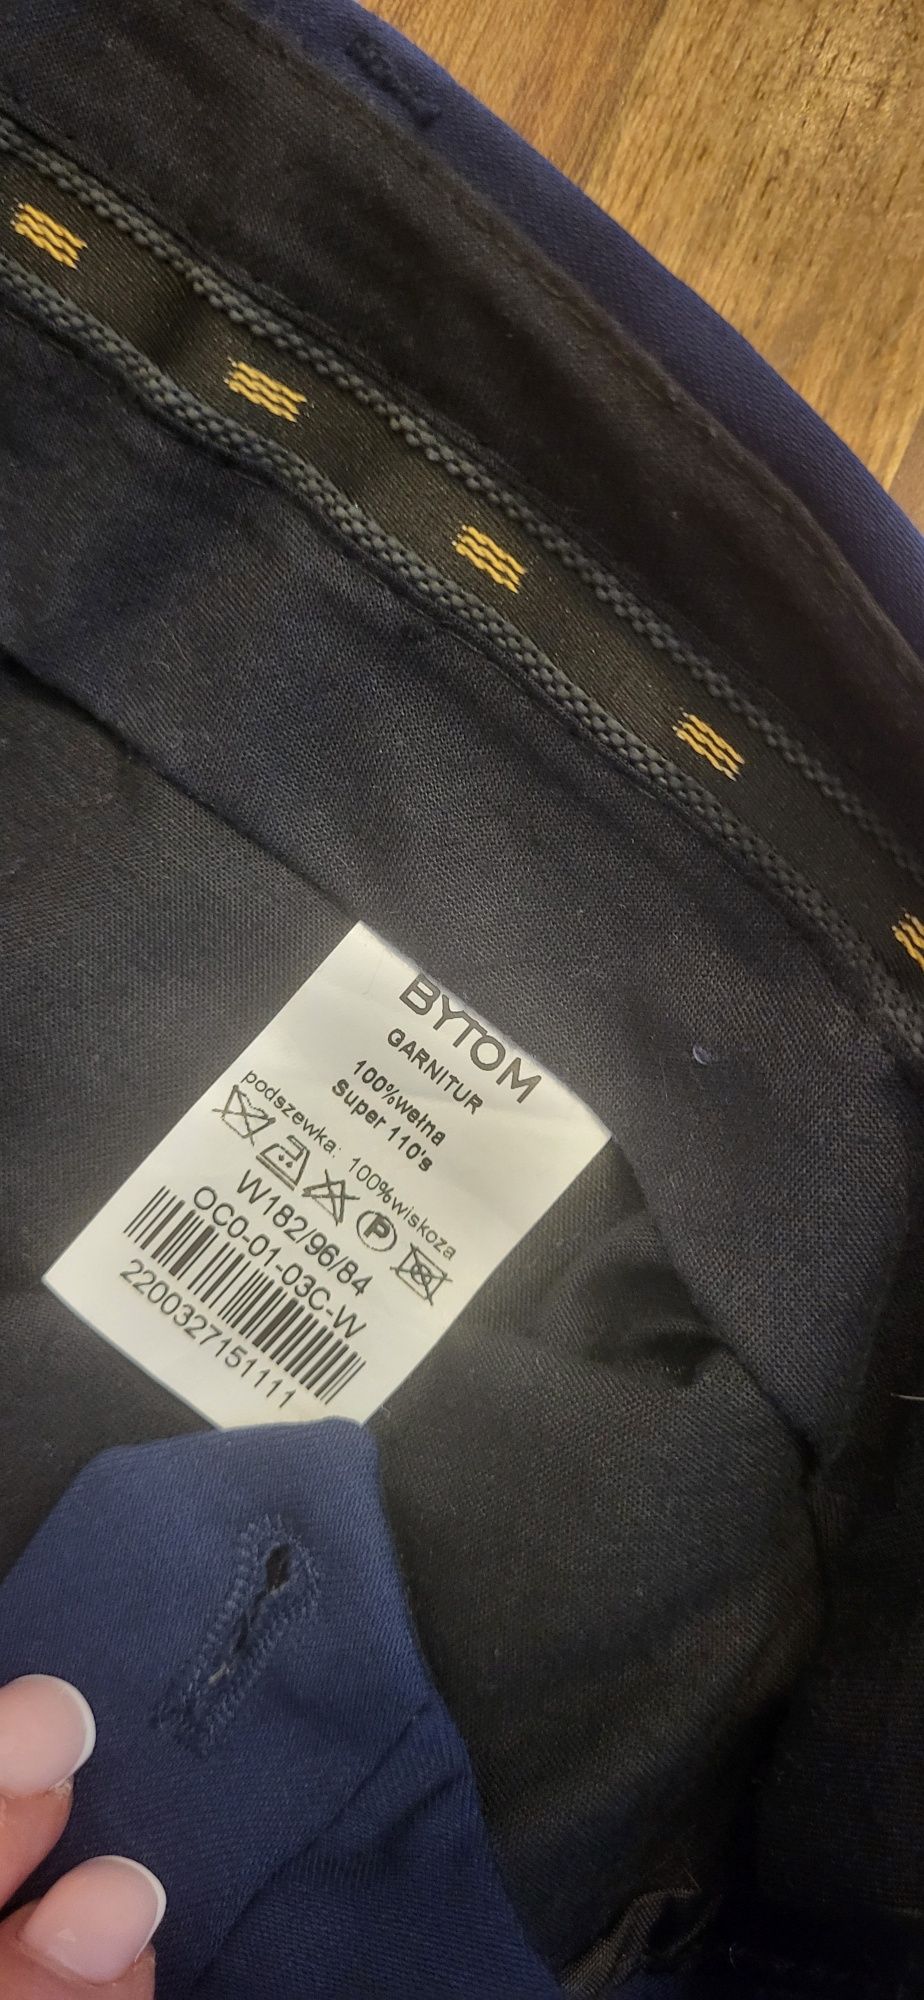 BYTOM
GARNITUR
100%wełna
Super 110's
podszewka: 100%wiskoza
P
W182/96/84
OC0-01-03C-W
2200327151111